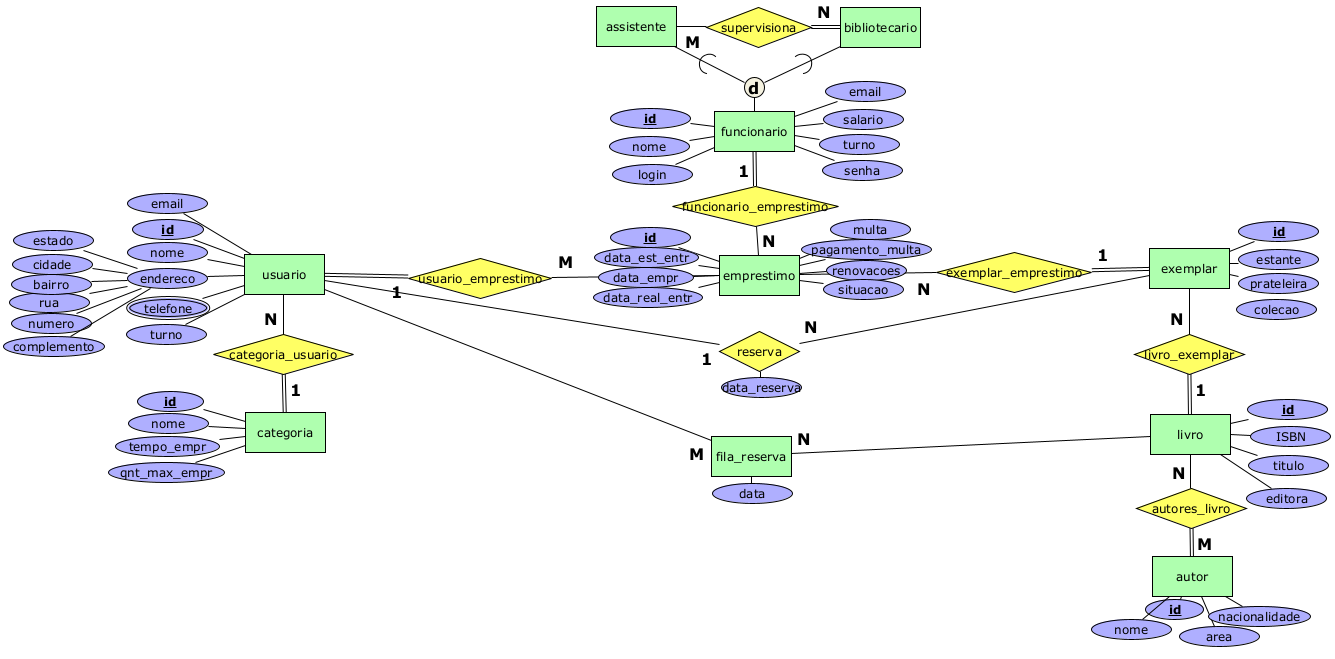 assistente
supervisiona
N
bibliotecario
M
d
email
id
funcionario
salario
nome
turno
login
1
senha
email
funcionario_emprestimo
id
multa
id
estado
nome
id
N
pagamento_multa
1
estante
cidade
endereco
usuario
M
data_est_entr
emprestimo
renovacoes
exemplar_emprestimo
exemplar
prateleira
bairro
usuario_emprestimo
data_empr
situacao
N
colecao
rua
telefone
1
data_real_entr
numero
turno
N
N
N
complemento
categoria_usuario
1
reserva
livro_exemplar
data_reserva
1
1
id
id
nome
categoria
N
livro
ISBN
tempo_empr
M
fila_reserva
titulo
qnt_max_empr
N
data
editora
autores_livro
M
autor
id
nacionalidade
nome
area